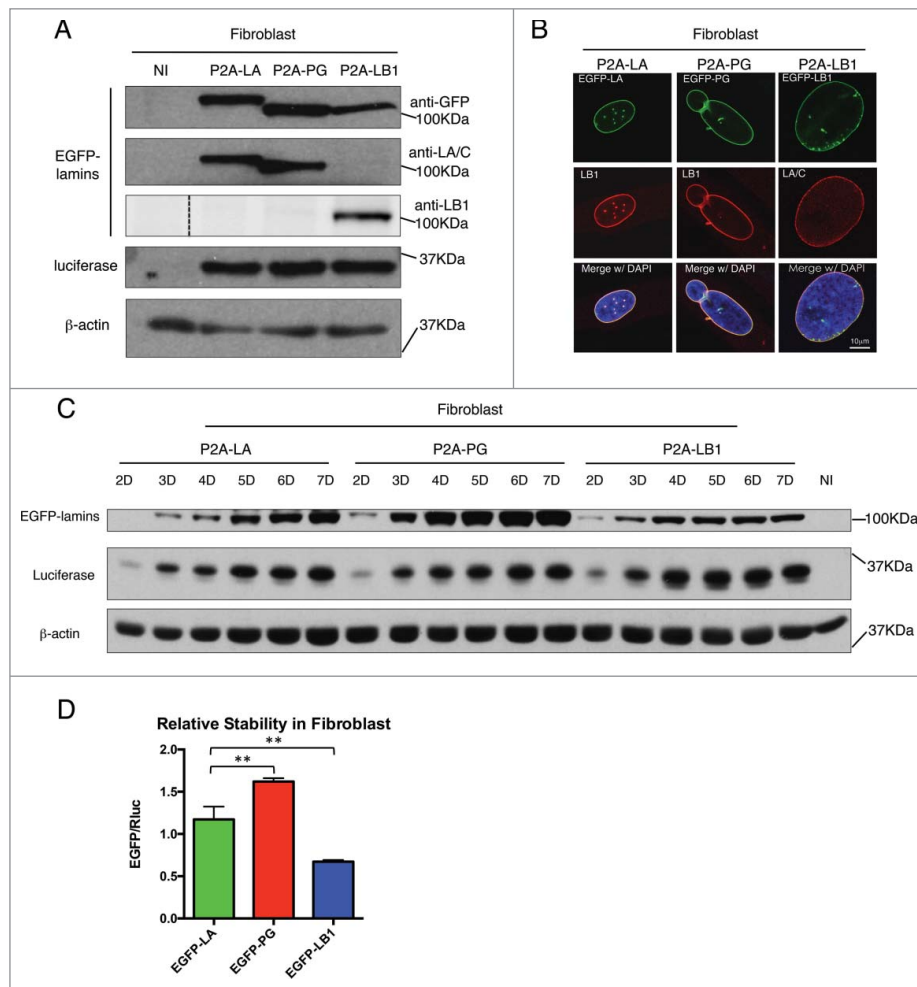 A
Fibroblast
NI P2A-LA P2A-PG P2A-LB1
EGFP-lamins
anti-GFP
100KDa
anti-LA/C
100KDa
anti-LB1
100KDa
luciferase
37KDa
β-actin
37KDa
B
Fibroblast
P2A-LA P2A-PG P2A-LB1
EGFP-LA EGFP-PG EGFP-LB1
LB1 LB1 LA/C
Merge w/ DAPI Merge w/ DAPI Merge w/ DAPI
10μm
C
Fibroblast
P2A-LA P2A-PG P2A-LB1
2D 3D 4D 5D 6D 7D 2D 3D 4D 5D 6D 7D 2D 3D 4D 5D 6D 7D NI
EGFP-lamins
100KDa
Luciferase
37KDa
β-actin
37KDa
D
Relative Stability in Fibroblast
**
**
EGFP/Rluc
2.0
1.5
1.0
0.5
0.0
EGFP-LA EGFP-PG EGFP-LB1